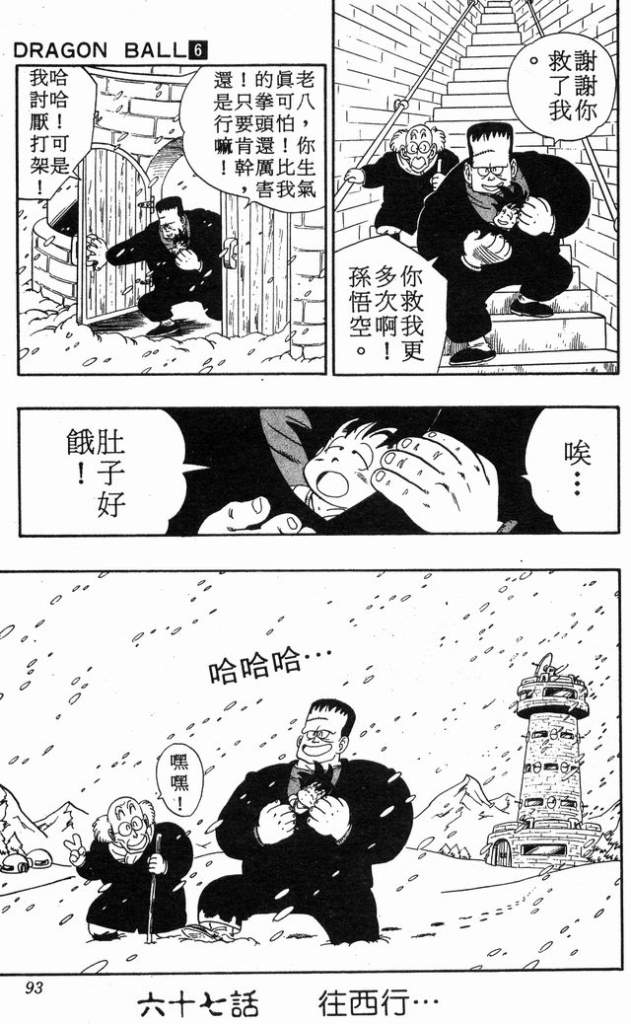 DRAGON BALL 6
謝謝你
救了我
。
你救我更
多次啊!
孫悟空。
老八,你生氣
真可怕!比我
的拳頭還厲害
!只要肯幹,
還是行嘛!
哈哈!可是
我討厭打
架!
唉…
肚子好
餓!
哈哈哈…
嘿嘿!
93
六十七話 往西行…